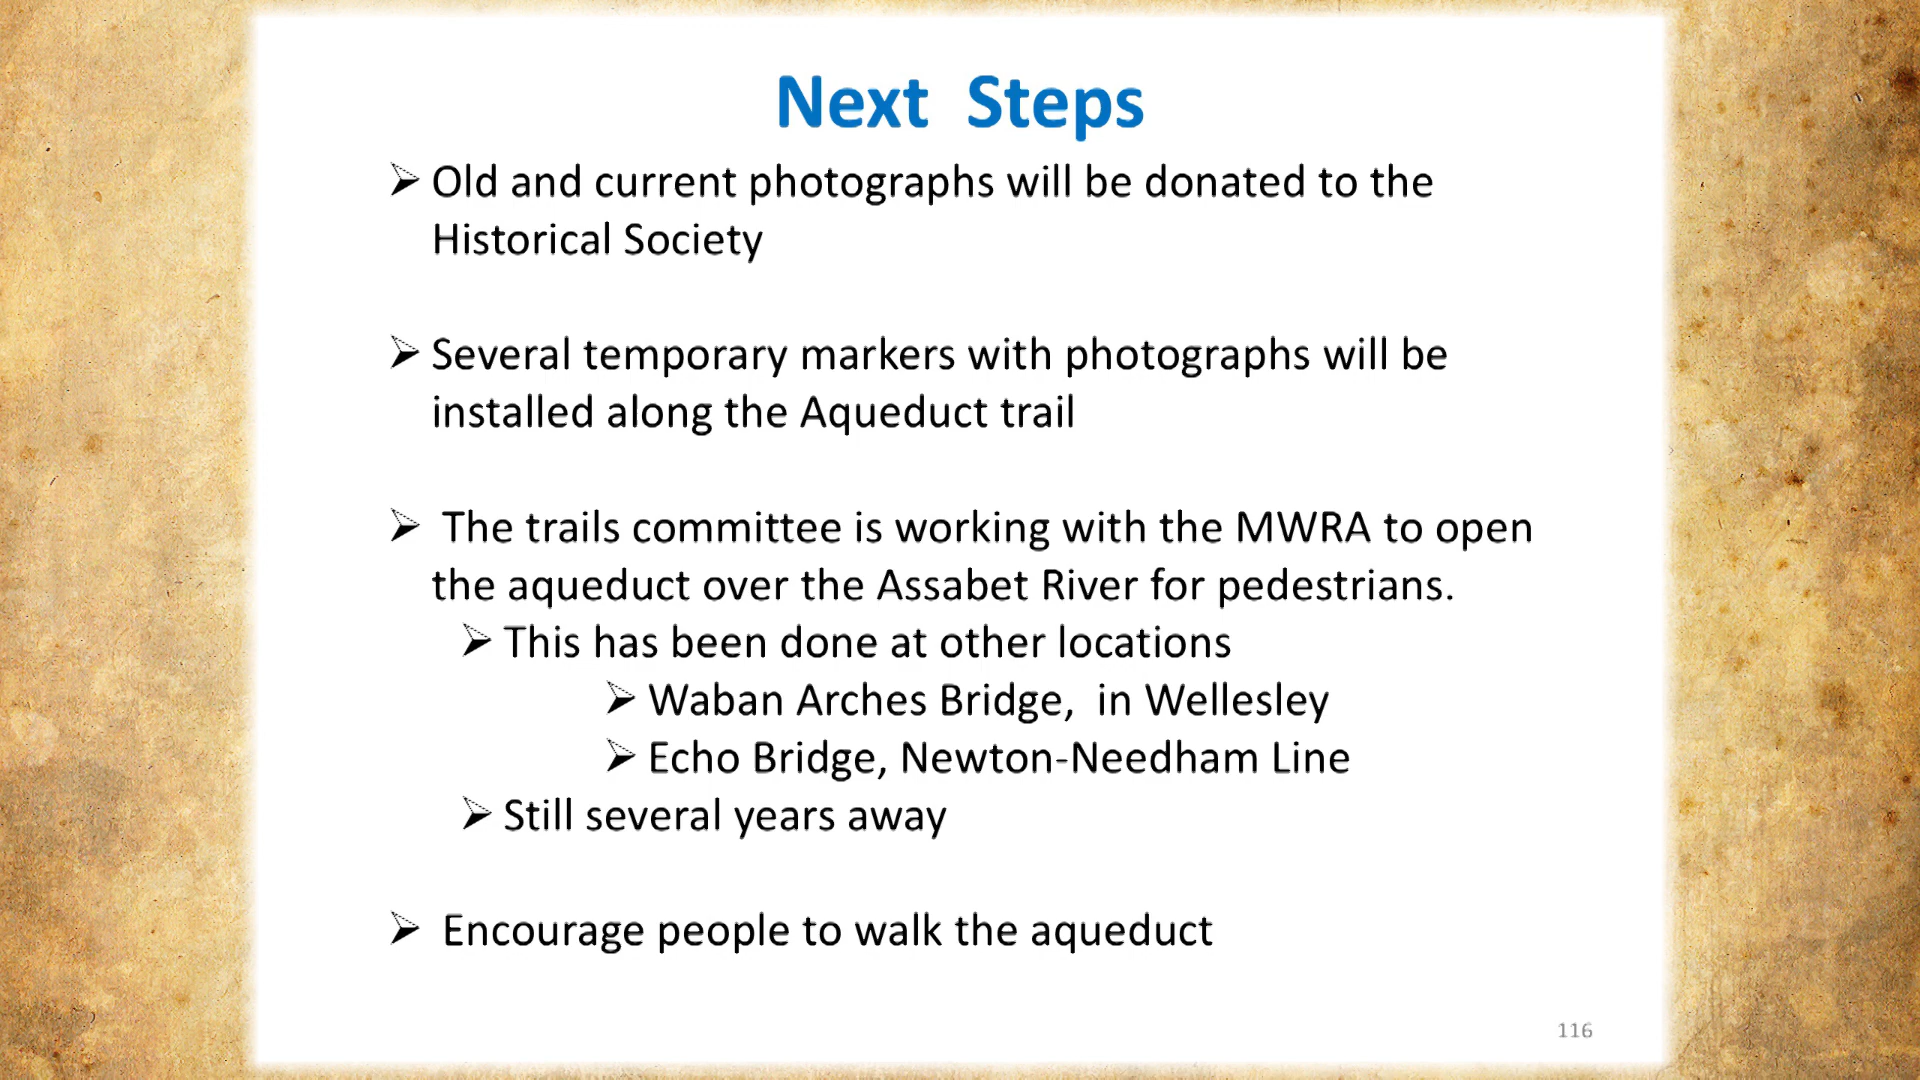 Next  Steps
➢ Old and current photographs will be donated to the
Historical Society
➢ Several temporary markers with photographs will be
installed along the Aqueduct trail
➢ The trails committee is working with the MWRA to open
the aqueduct over the Assabet River for pedestrians.
➢ This has been done at other locations
➢ Waban Arches Bridge,  in Wellesley
➢ Echo Bridge, Newton-Needham Line
➢ Still several years away
➢ Encourage people to walk the aqueduct
116